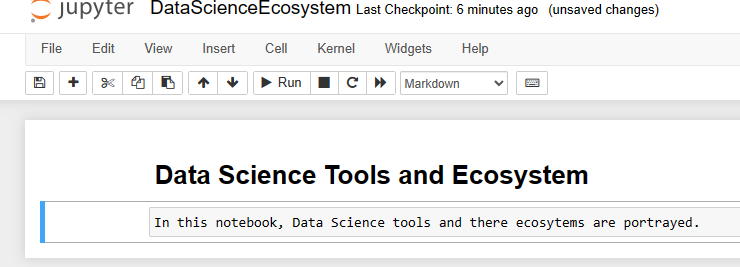 jupyter DataScienceEcosystem Last Checkpoint: 6 minutes ago (unsaved changes)
File Edit View Insert Cell Kernel Widgets Help
Run Markdown
Data Science Tools and Ecosystem
In this notebook, Data Science tools and there ecosytems are portrayed.